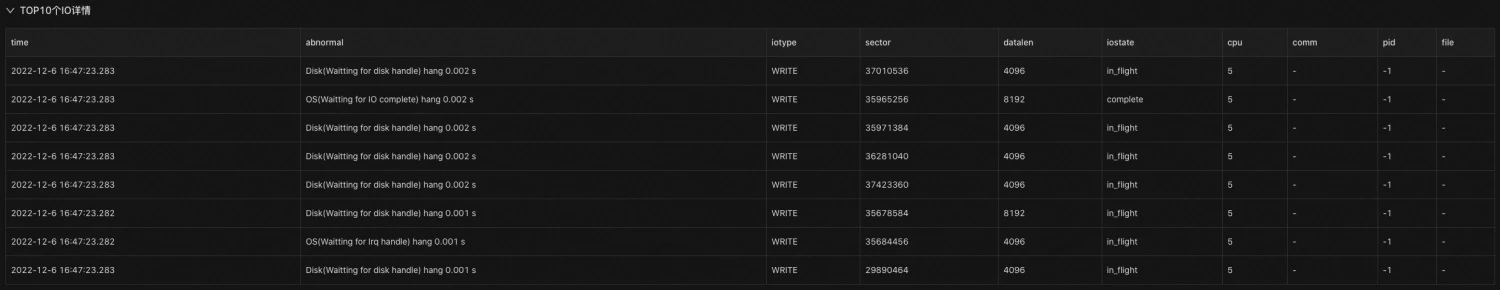 TOP10个IO详情
time abnormal iotype sector datalen iostate cpu comm pid file
2022-12-6 16:47:23.283 Disk(Waitting for disk handle) hang 0.002 s WRITE 37010536 4096 in_flight 5 - -1 -
2022-12-6 16:47:23.283 OS(Waiting for IO complete) hang 0.002 s WRITE 35965256 8192 complete 5 - -1 -
2022-12-6 16:47:23.283 Disk(Waitting for disk handle) hang 0.002 s WRITE 35971384 4096 in_flight 5 - -1 -
2022-12-6 16:47:23.283 Disk(Waitting for disk handle) hang 0.002 s WRITE 36281040 4096 in_flight 5 - -1 -
2022-12-6 16:47:23.283 Disk(Waitting for disk handle) hang 0.002 s WRITE 37423360 4096 in_flight 5 - -1 -
2022-12-6 16:47:23.282 Disk(Waitting for disk handle) hang 0.001 s WRITE 35678584 8192 in_flight 5 - -1 -
2022-12-6 16:47:23.282 OS(Waiting for Irq handle) hang 0.001 s WRITE 35684456 4096 in_flight 5 - -1 -
2022-12-6 16:47:23.283 Disk(Waitting for disk handle) hang 0.001 s WRITE 29890464 4096 in_flight 5 - -1 -